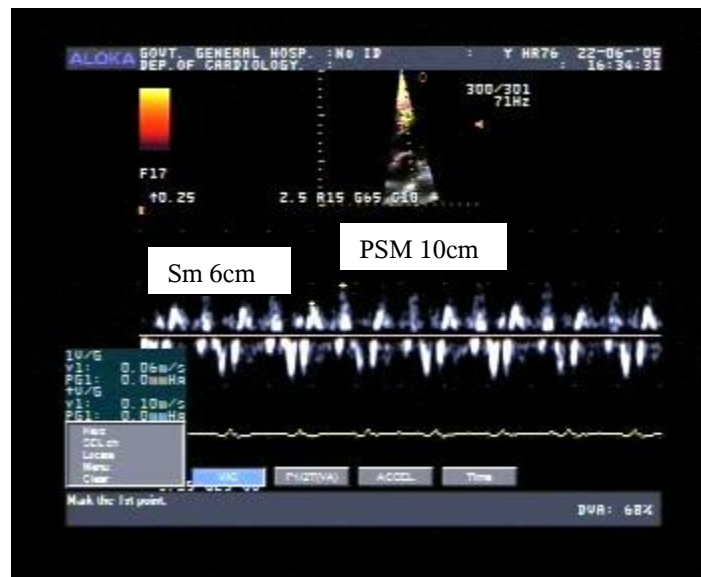 ALOKA GOVT. GENERAL HOSP. :No ID : Y HR76 22-06-'05
DEP.OF CARDIOLOGY. : : 16:34:31
300/301
71Hz
F17
↑0.25 2.5 R15 G65
PSM 10cm
Sm 6cm
1V/G
v1: 0.06m/s
PG1: 0.0mmHg
↑V/G
v1: 0.10m/s
PG1: 0.0mmHg
Next
SEL ch
Locate
Menu
Clear
P1/2T(VA) ACCEL Time
Mark the 1st point.
DVA: 68%